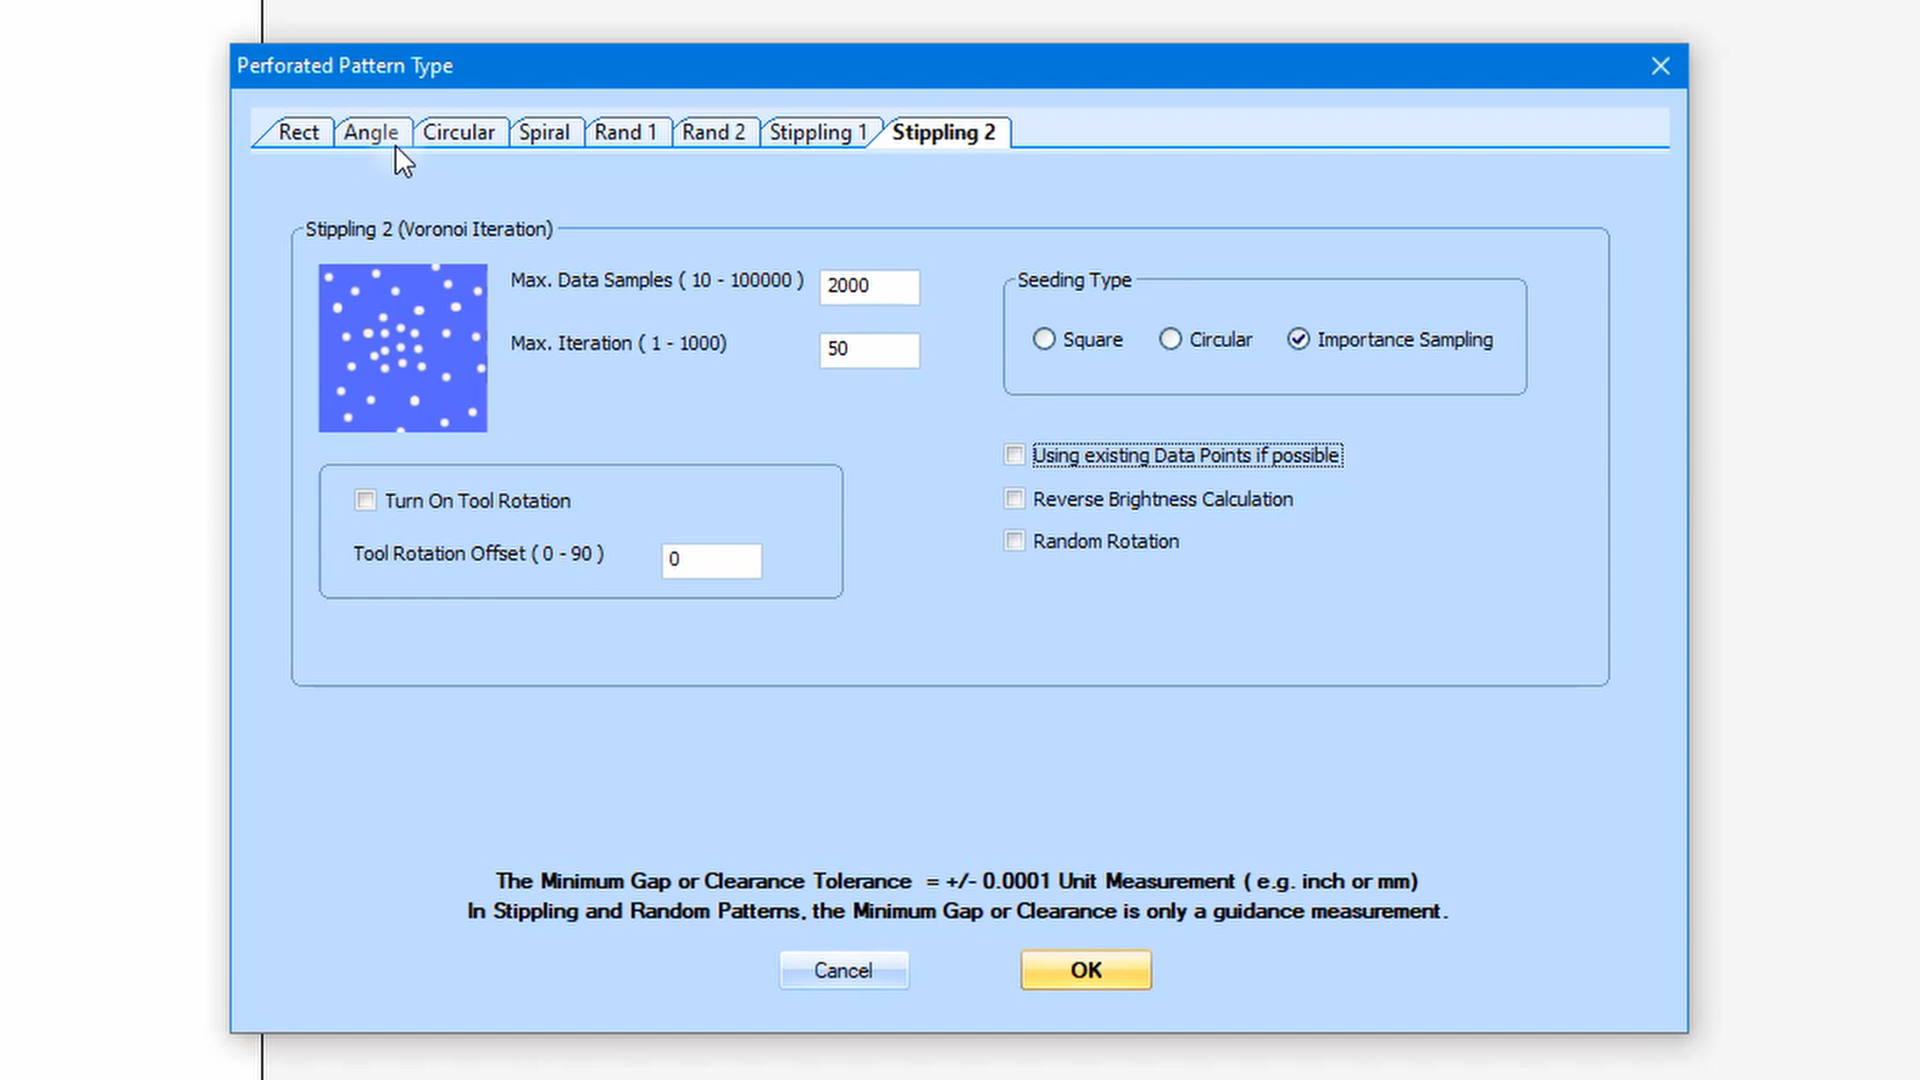 Perforated Pattern Type
Rect Angle Circular Spiral Rand 1 Rand 2 Stippling 1 Stippling 2
Stippling 2 (Voronoi Iteration)
Max. Data Samples ( 10 - 100000 ) 2000
Max. Iteration ( 1 - 1000) 50
Seeding Type
Square Circular Importance Sampling
Using existing Data Points if possible
Reverse Brightness Calculation
Random Rotation
Turn On Tool Rotation
Tool Rotation Offset ( 0 - 90 ) 0
The Minimum Gap or Clearance Tolerance = +/- 0.0001 Unit Measurement ( e.g. inch or mm)
In Stippling and Random Patterns, the Minimum Gap or Clearance is only a guidance measurement.
Cancel OK